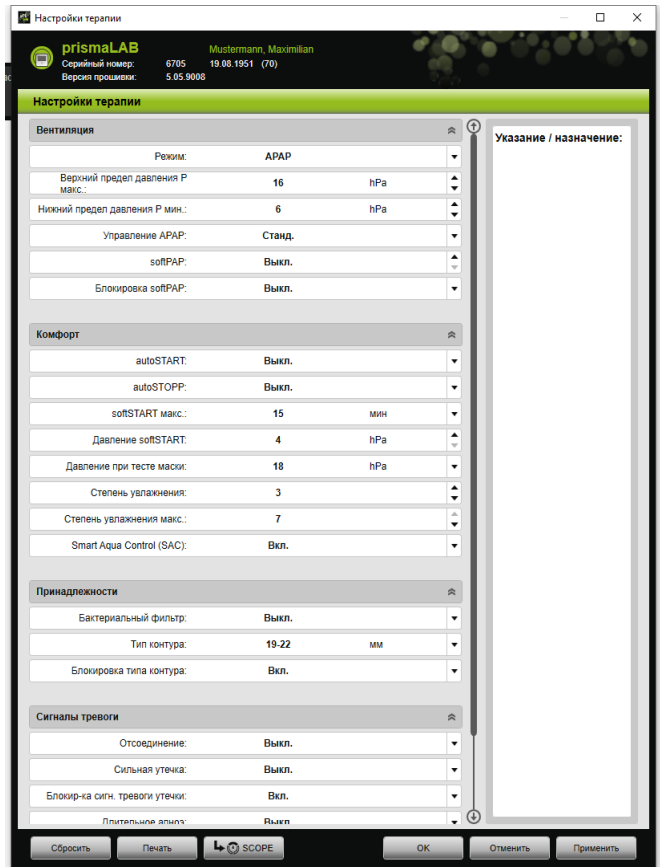 Настройки терапии
prismaLAB
Mustermann, Maximilian
Серийный номер: 6705 19.08.1951 (70)
Версия прошивки: 5.05.9008
Настройки терапии
Вентиляция
Указание / назначение:
Режим: APAP
Верхний предел давления P
макс.: 16 hPa
Нижний предел давления P мин.: 6 hPa
Управление APAP: Станд.
softPAP: Выкл.
Блокировка softPAP: Выкл.
Комфорт
autoSTART: Выкл.
autoSTOPP: Выкл.
softSTART макс.: 15 мин
Давление softSTART: 4 hPa
Давление при тесте маски: 18 hPa
Степень увлажнения: 3
Степень увлажнения макс.: 7
Smart Aqua Control (SAC): Вкл.
Принадлежности
Бактериальный фильтр: Выкл.
Тип контура: 19-22 мм
Блокировка типа контура: Вкл.
Сигналы тревоги
Отсоединение: Выкл.
Сильная утечка: Выкл.
Блокир-ка сигн. тревоги утечки: Вкл.
Длительное апноэ: Выкл.
Сбросить Печать SCOPE OK Отменить Применить